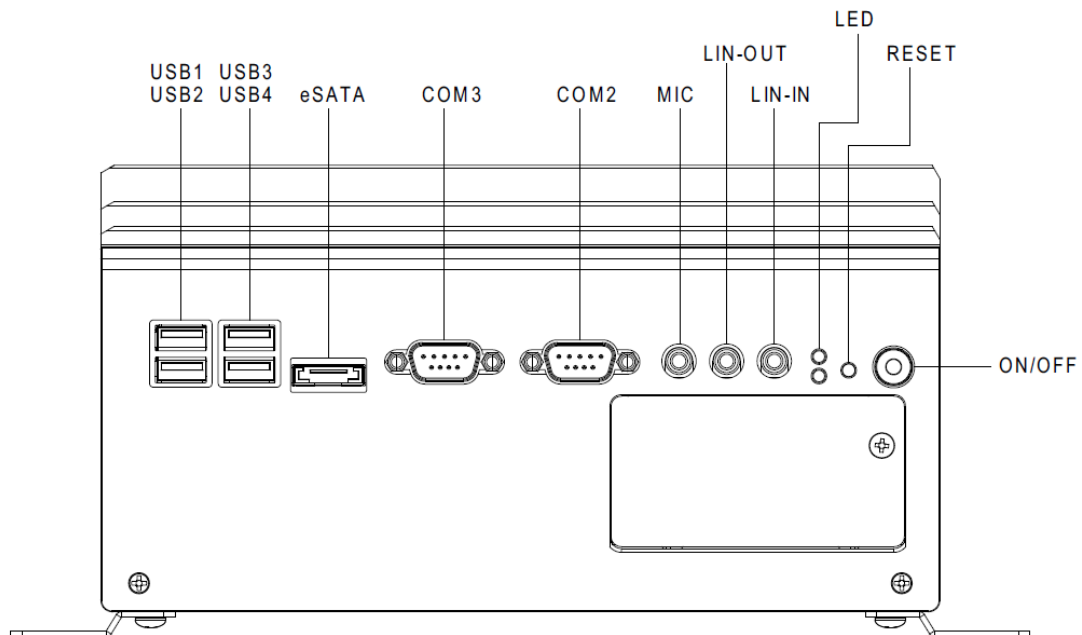 LED
LIN-OUT RESET
USB1 USB3
USB2 USB4 eSATA COM3 COM2 MIC LIN-IN
ON/OFF